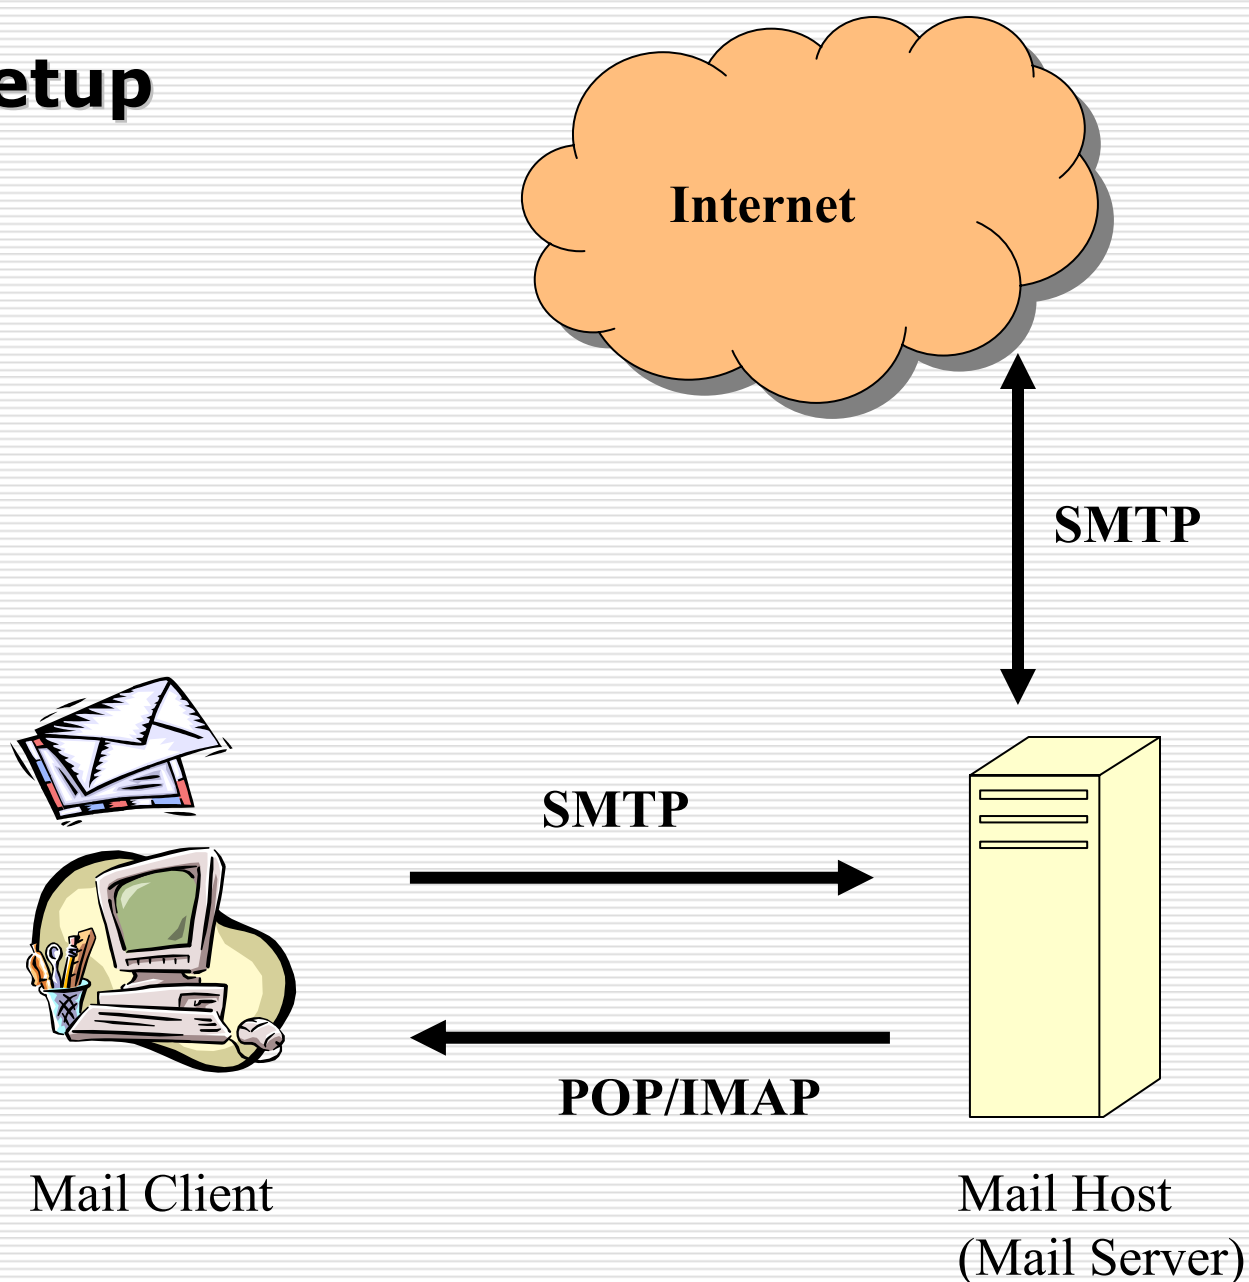 etup
Internet
SMTP
SMTP
POP/IMAP
Mail Client
Mail Host
(Mail Server)